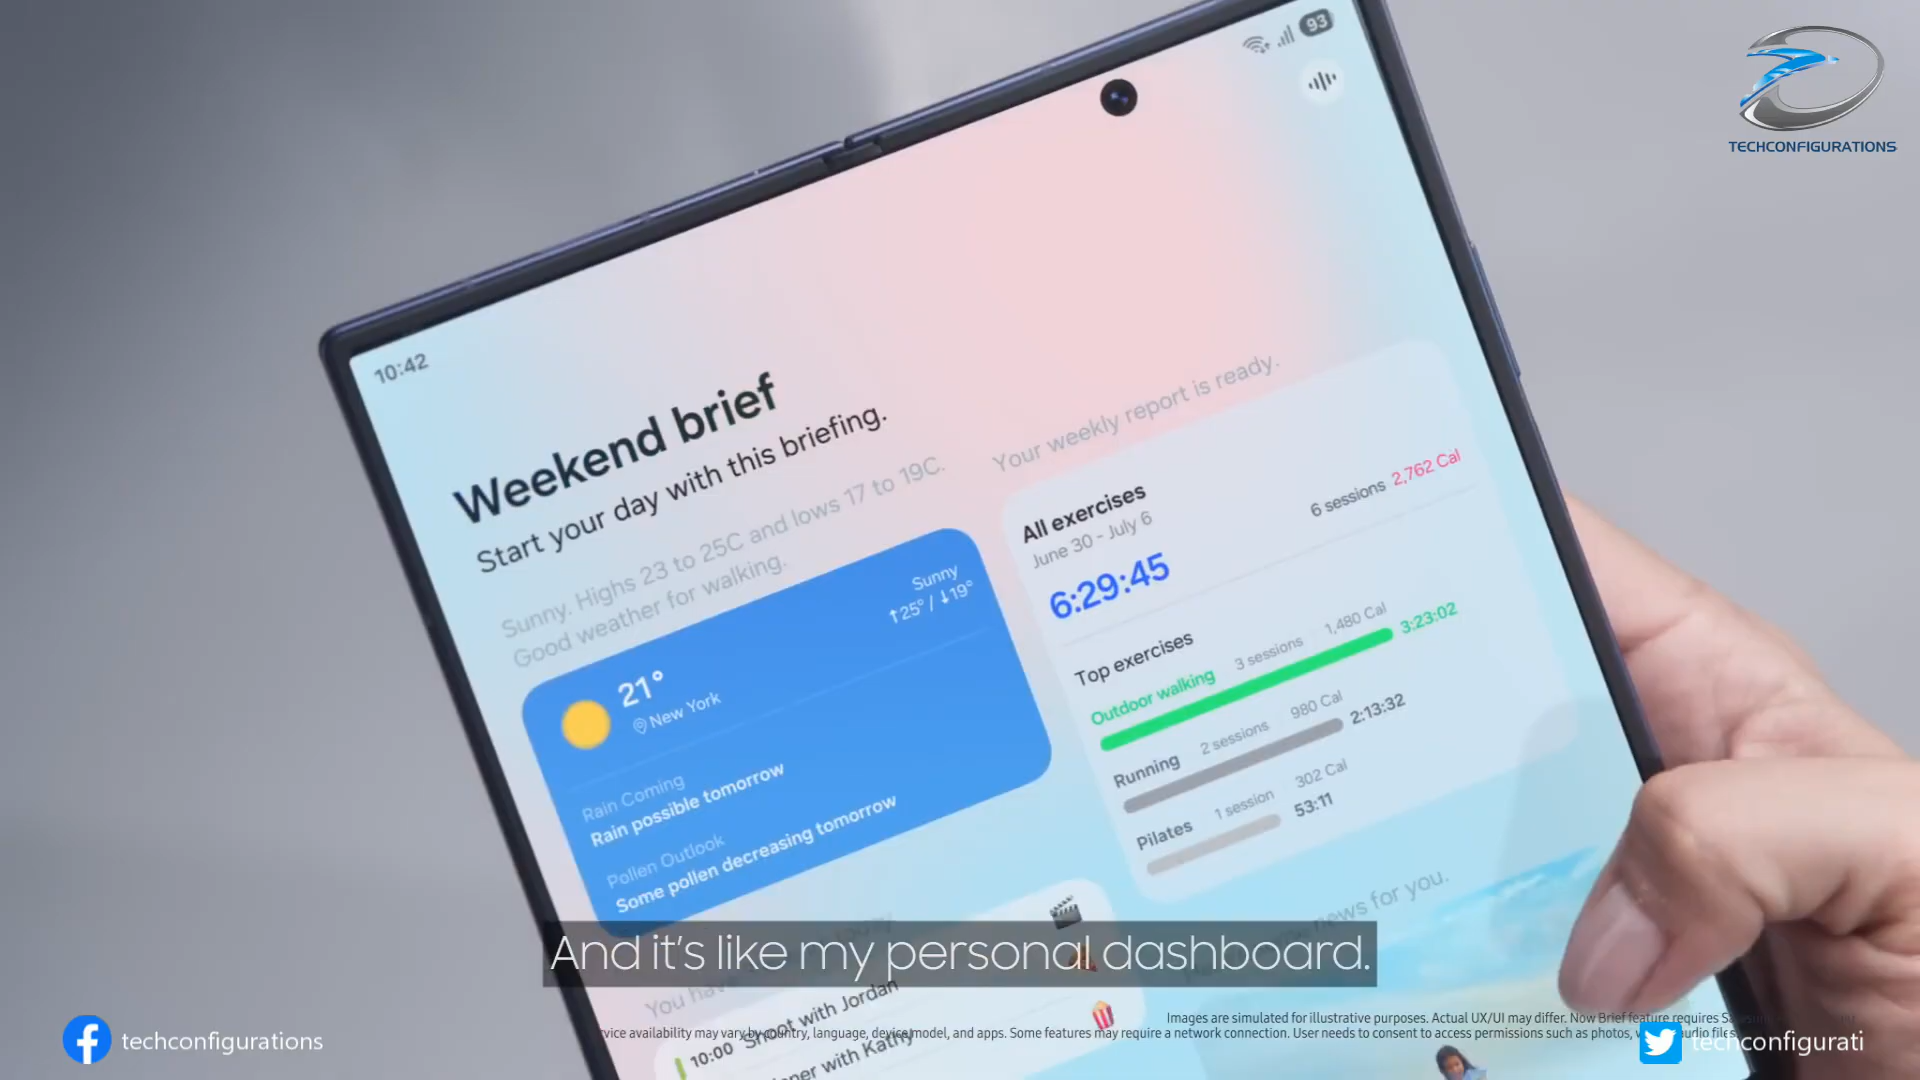 93
TECHCONFIGURATIONS
10:42
Weekend brief
Start your day with this briefing.
Sunny. Highs 23 to 25C and lows 17 to 19C.
Good weather for walking.
Sunny
↑25° / ↓19°
21°
New York
Rain Coming
Rain possible tomorrow
Pollen Outlook
Some pollen decreasing tomorrow
Your weekly report is ready.
All exercises
June 30 - July 6
6 sessions 2,762 Cal
6:29:45
Top exercises
Outdoor walking 3 sessions 1,480 Cal 3:23:02
Running 2 sessions 980 Cal 2:13:32
Pilates 1 session 302 Cal 53:11
news for you.
And it's like my personal dashboard.
You have
10:00 Shoot with Jordan
with Kathy
Images are simulated for illustrative purposes. Actual UX/UI may differ. Now Brief feature requires
availability may vary by country, language, device model, and apps. Some features may require a network connection. User needs to consent to access permissions such as photos,
techconfigurations
techconfigurati